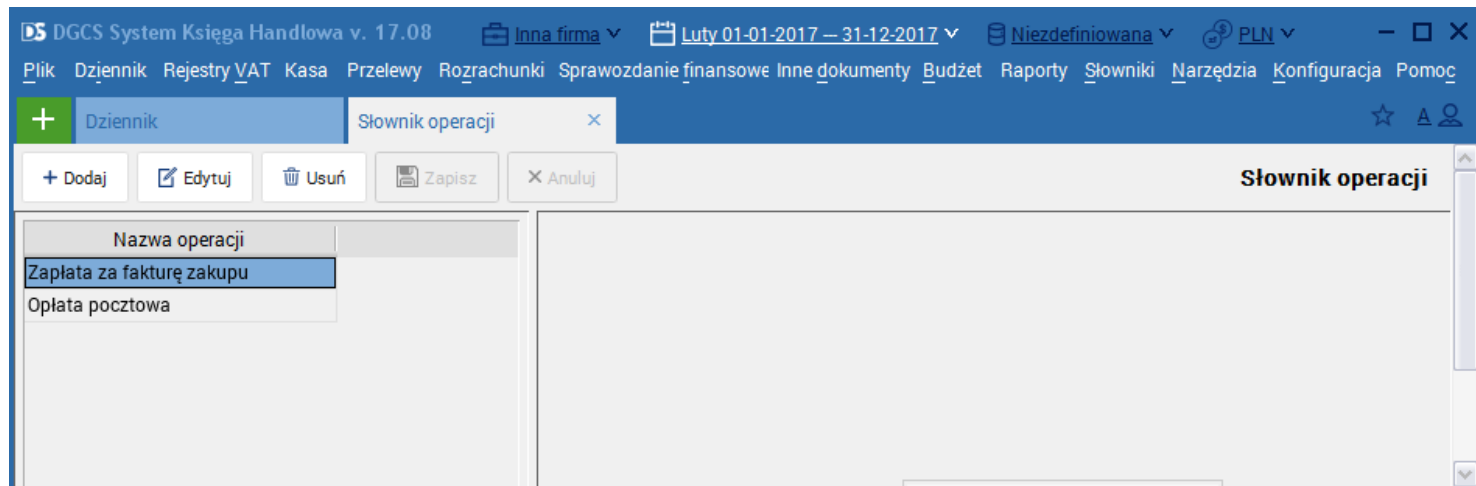 DS DGCS System Księga Handlowa v. 17.08 Inna firma Luty 01-01-2017 — 31-12-2017 Niezdefiniowana PLN
Plik Dziennik Rejestry VAT Kasa Przelewy Rozrachunki Sprawozdanie finansowe Inne dokumenty Budżet Raporty Słowniki Narzędzia Konfiguracja Pomoc
+ Dziennik Słownik operacji × A
+ Dodaj Edytuj Usuń Zapisz × Anuluj Słownik operacji
Nazwa operacji
Zapłata za fakturę zakupu
Opłata pocztowa